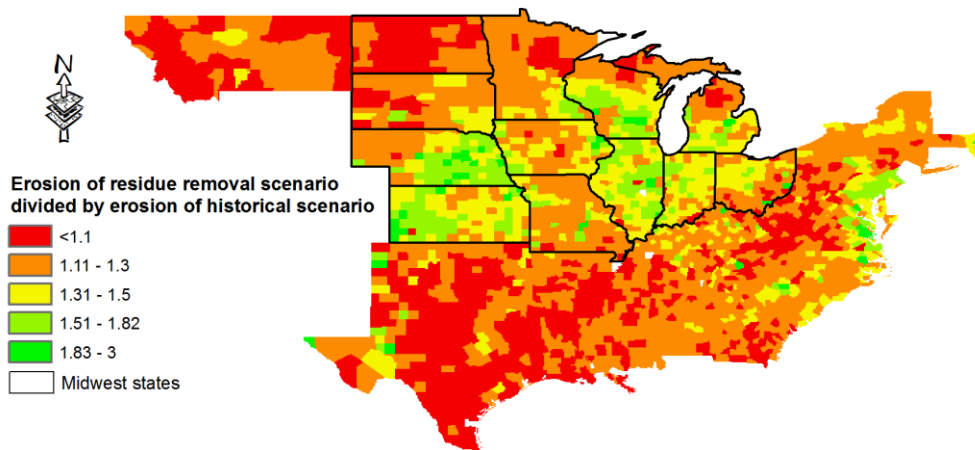 N
Erosion of residue removal scenario
divided by erosion of historical scenario
<1.1
1.11 - 1.3
1.31 - 1.5
1.51 - 1.82
1.83 - 3
Midwest states